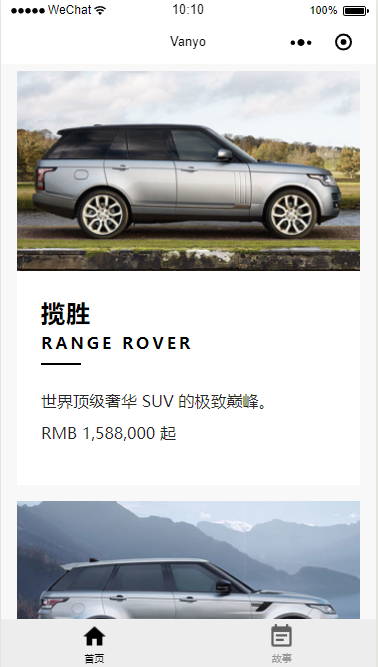 WeChat 10:10 100%
Vanyo
揽胜
RANGE ROVER
世界顶级奢华 SUV 的极致巅峰。
RMB 1,588,000 起
首页 故事